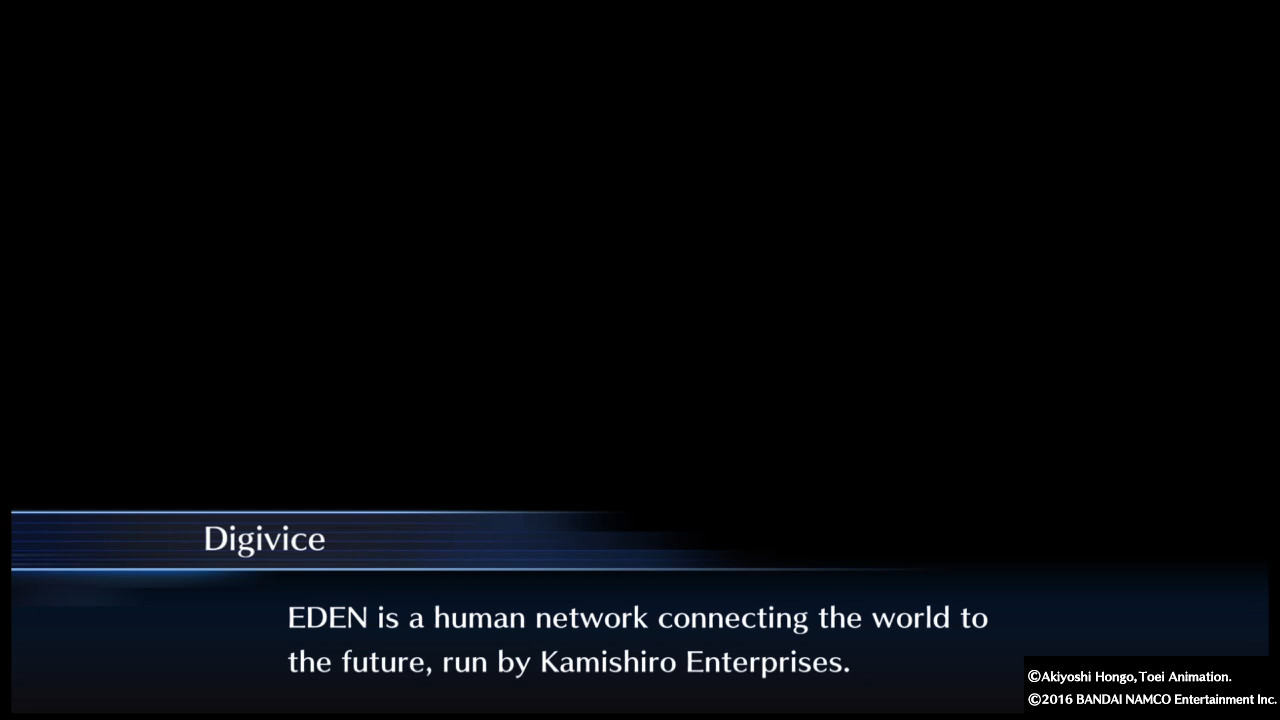 Digivice
EDEN is a human network connecting the world to
the future, run by Kamishiro Enterprises.
©Akiyoshi Hongo, Toei Animation.
©2016 BANDAI NAMCO Entertainment Inc.